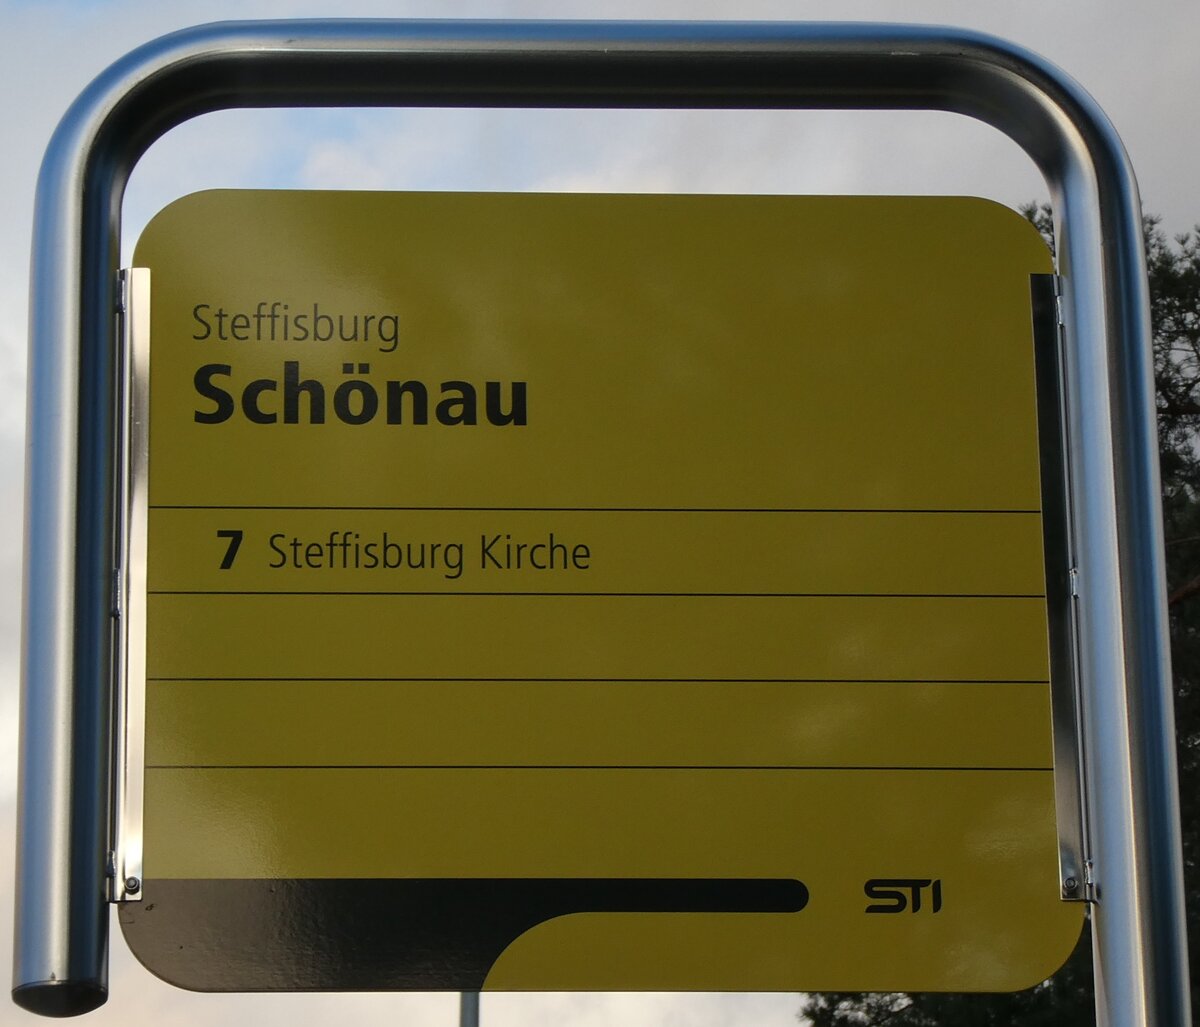 Steffisburg
Schönau
7 Steffisburg Kirche
STI